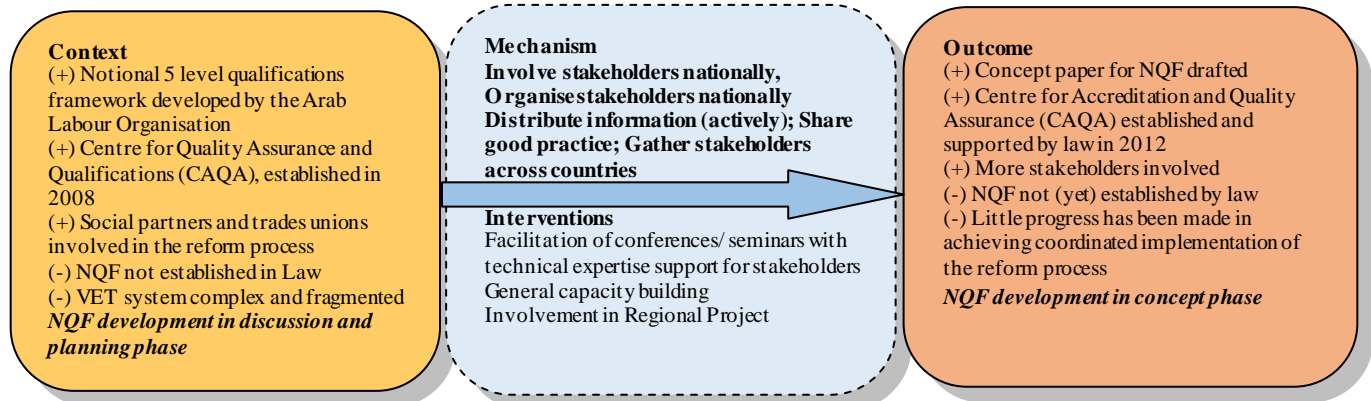 Context
(+) Notional 5 level qualifications
framework developed by the Arab
Labour Organisation
(+) Centre for Quality Assurance and
Qualifications (CAQA), established in
2008
(+) Social partners and trades unions
involved in the reform process
(-) NQF not established in Law
(-) VET system complex and fragmented
NQF development in discussion and
planning phase
Mechanism
Involve stakeholders nationally,
Organise stakeholders nationally
Distribute information (actively); Share
good practice; Gather stakeholders
across countries
Interventions
Facilitation of conferences/ seminars with
technical expertise support for stakeholders
General capacity building
Involvement in Regional Project
Outcome
(+) Concept paper for NQF drafted
(+) Centre for Accreditation and Quality
Assurance (CAQA) established and
supported by law in 2012
(+) More stakeholders involved
(-) NQF not (yet) established by law
(-) Little progress has been made in
achieving coordinated implementation of
the reform process
NQF development in concept phase